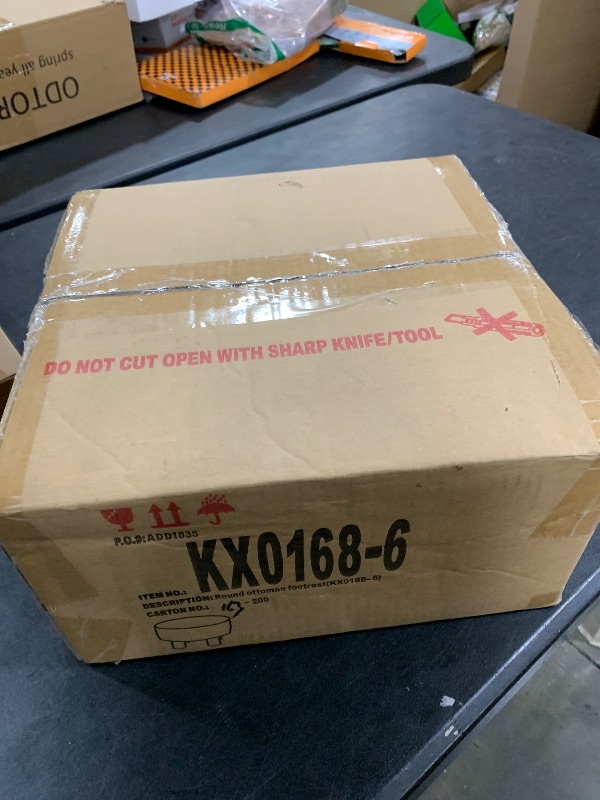 ODTOR
spring all yea
DO NOT CUT OPEN WITH SHARP KNIFE/TOOL
P.O.#:ADD1835
KX0168-6
ITEM NO.:
DESCRIPTION: Round ottoman footrest(KX0168-6)
CARTON NO.: 163 - 200